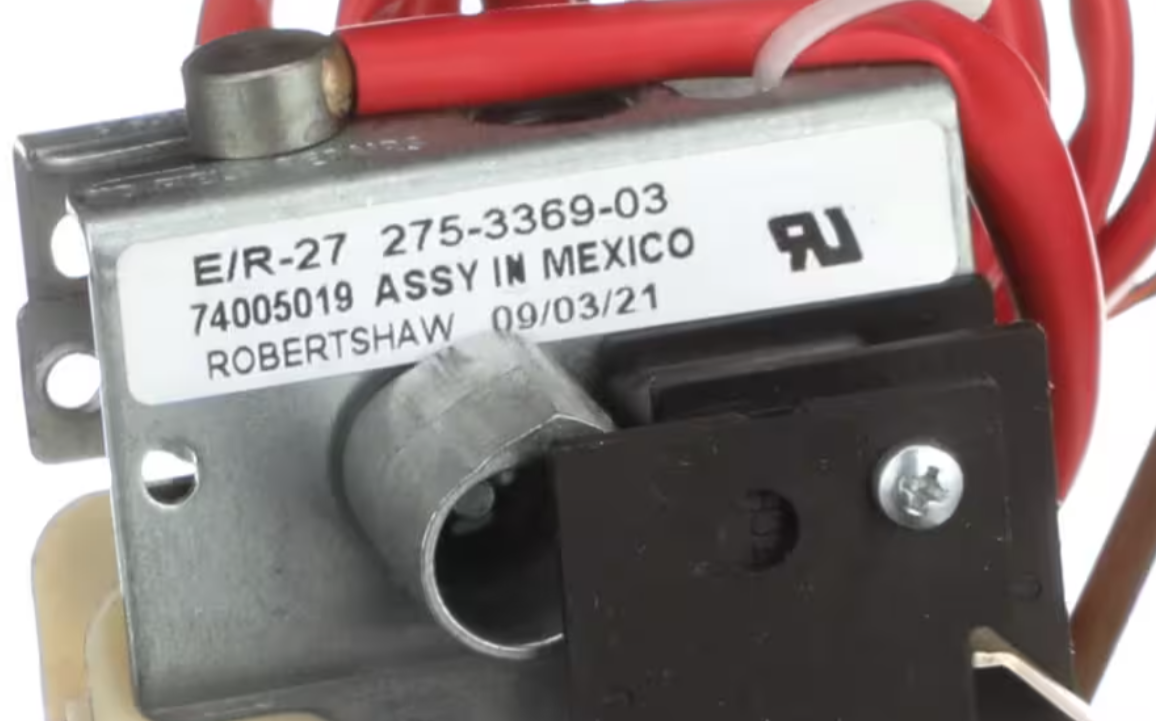 E/R-27 275-3369-03
74005019 ASSY IN MEXICO
ROBERTSHAW 09/03/21